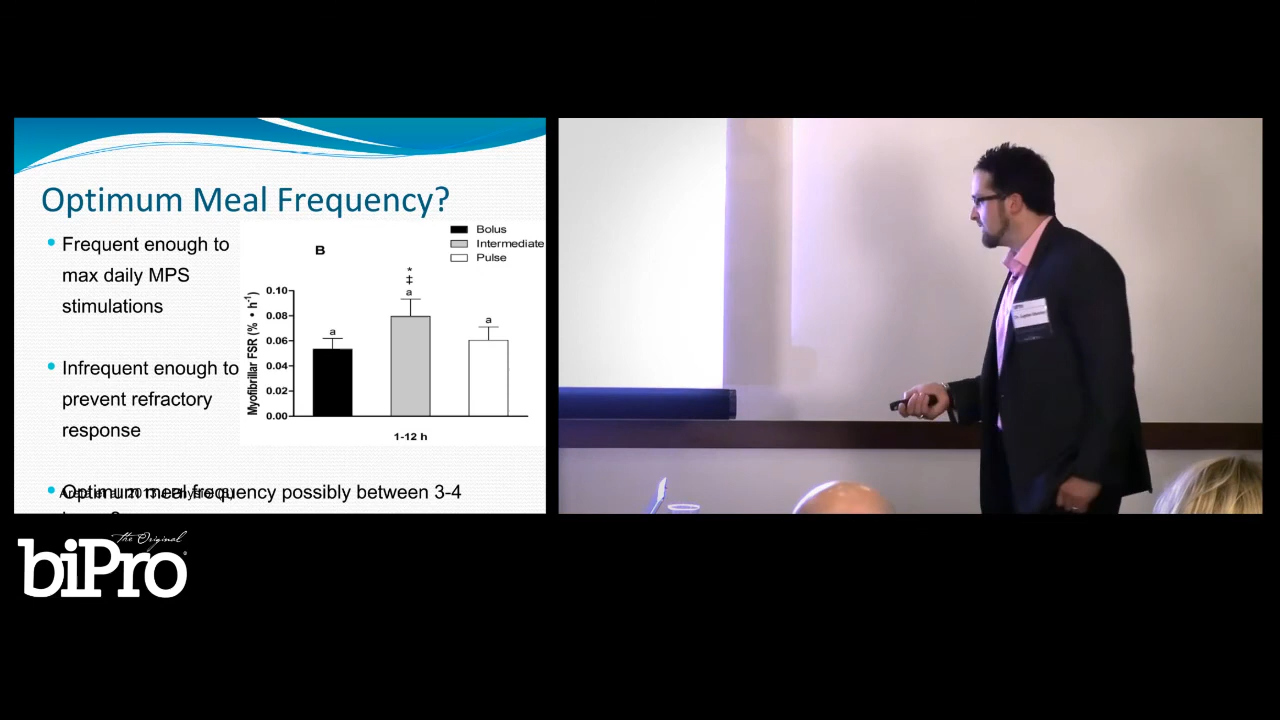 Optimum Meal Frequency?
Frequent enough to
max daily MPS
stimulations
Infrequent enough to
prevent refractory
response
Optimum meal frequency possibly between 3-4
B
Bolus
Intermediate
Pulse
*
‡
a
a
a
0.10
0.08
0.06
0.04
0.02
0.00
Myofibrillar FSR (% • h-1)
1-12 h
the Original
biPro